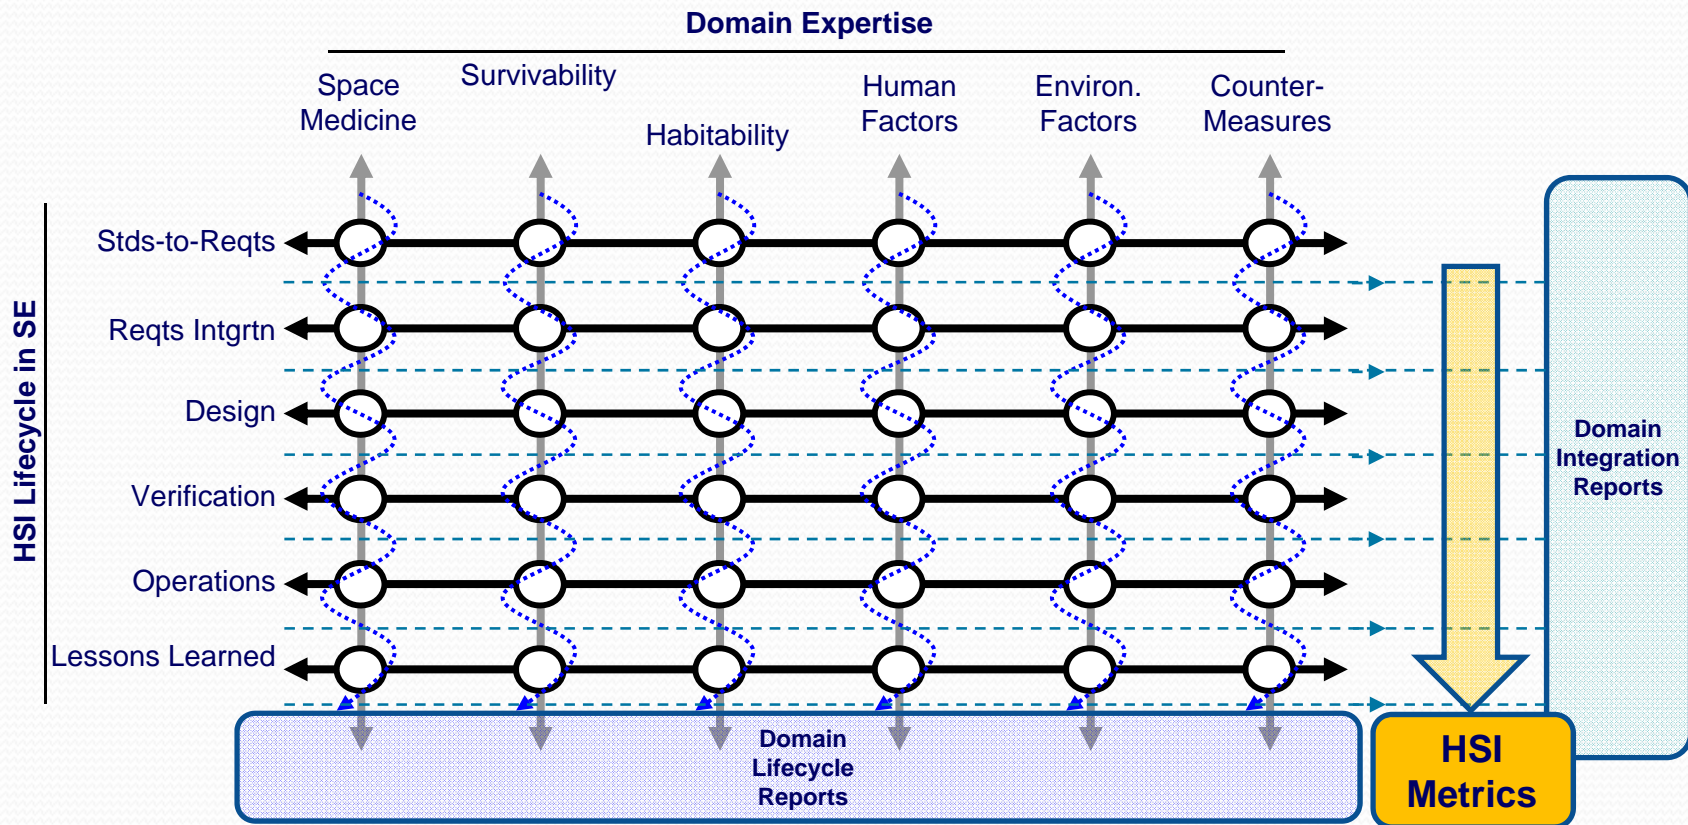 Domain Expertise
Space
Medicine
Survivability
Habitability
Human
Factors
Environ.
Factors
Counter-
Measures
HSI Lifecycle in SE
Stds-to-Reqts
Reqts Intgrtn
Design
Verification
Operations
Lessons Learned
Domain
Integration
Reports
Domain
Lifecycle
Reports
HSI
Metrics